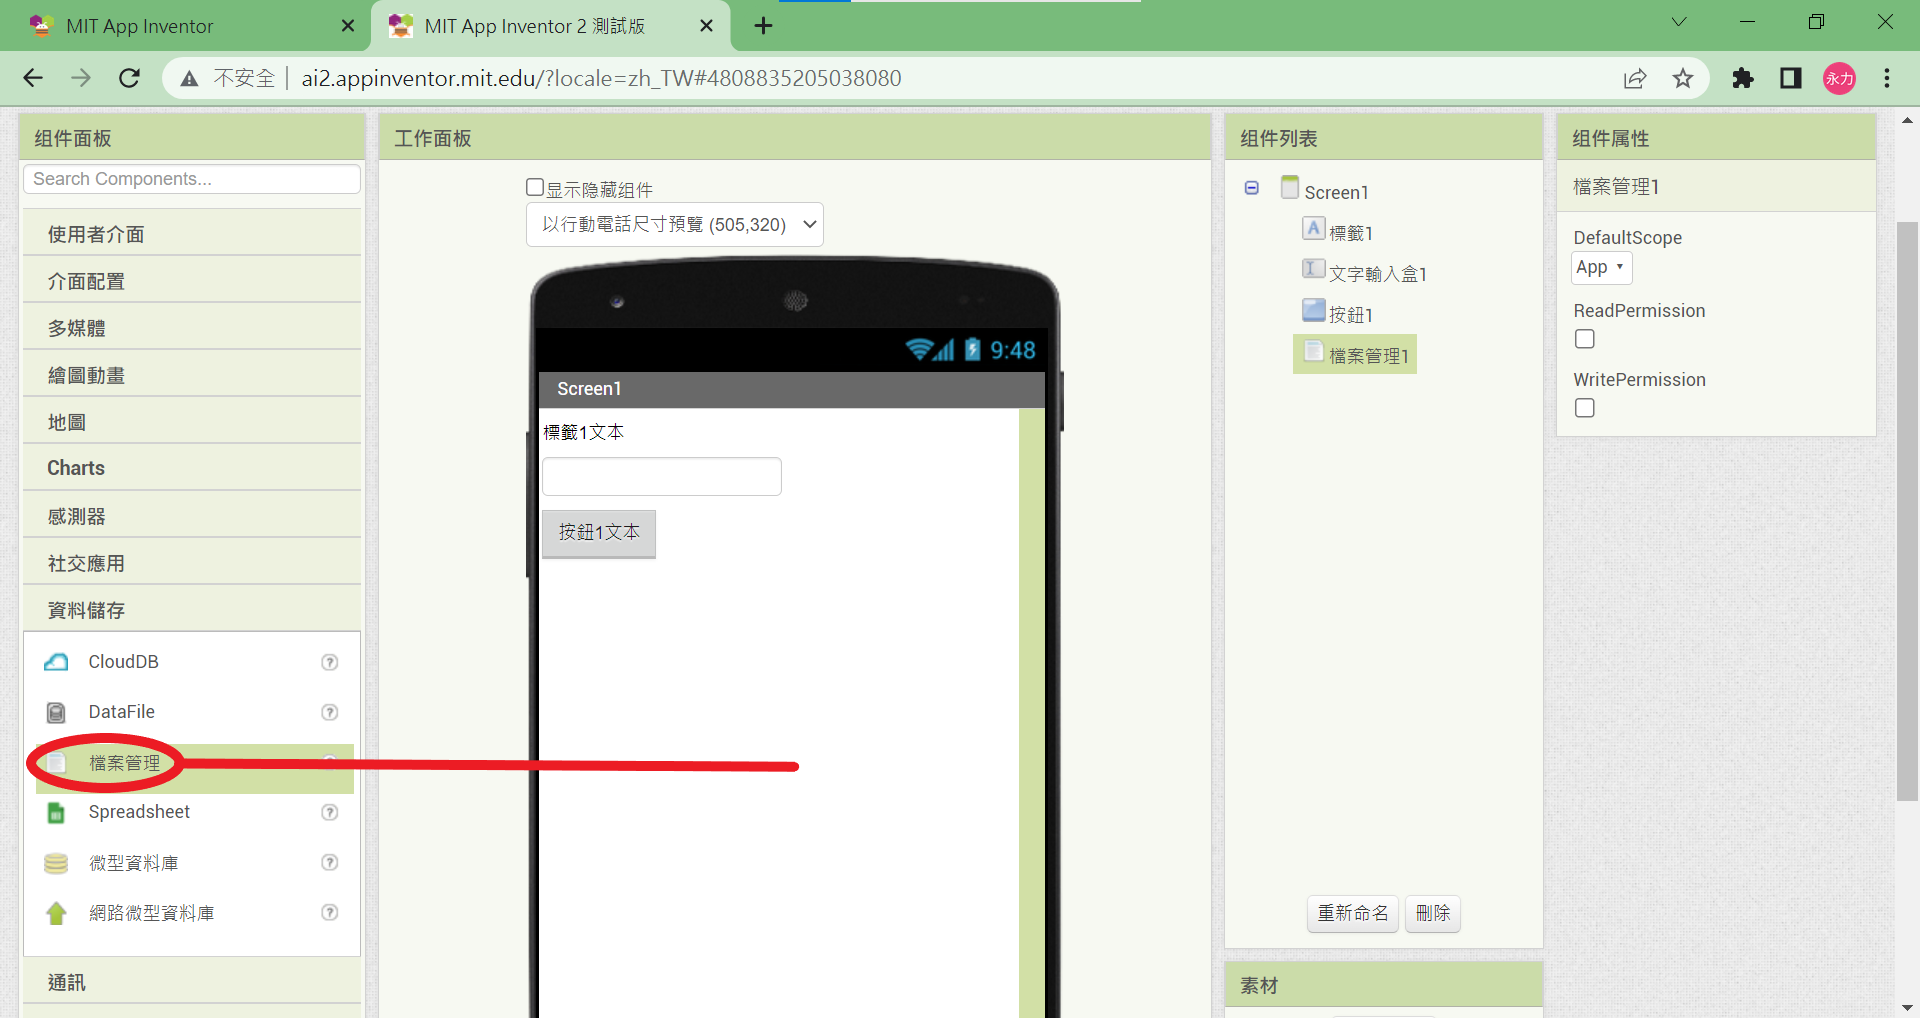 MIT App Inventor
MIT App Inventor 2 測試版
不安全
ai2.appinventor.mit.edu/?locale=zh_TW#4808835205038080
永力
组件面板
Search Components...
使用者介面
介面配置
多媒體
繪圖動畫
地圖
Charts
感測器
社交應用
資料儲存
CloudDB
DataFile
檔案管理
Spreadsheet
微型資料庫
網路微型資料庫
通訊
工作面板
显示隐藏组件
以行動電話尺寸預覽 (505,320)
9:48
Screen1
標籤1文本
按鈕1文本
组件列表
Screen1
標籤1
文字輸入盒1
按鈕1
檔案管理1
重新命名
刪除
素材
组件属性
檔案管理1
DefaultScope
App
ReadPermission
WritePermission